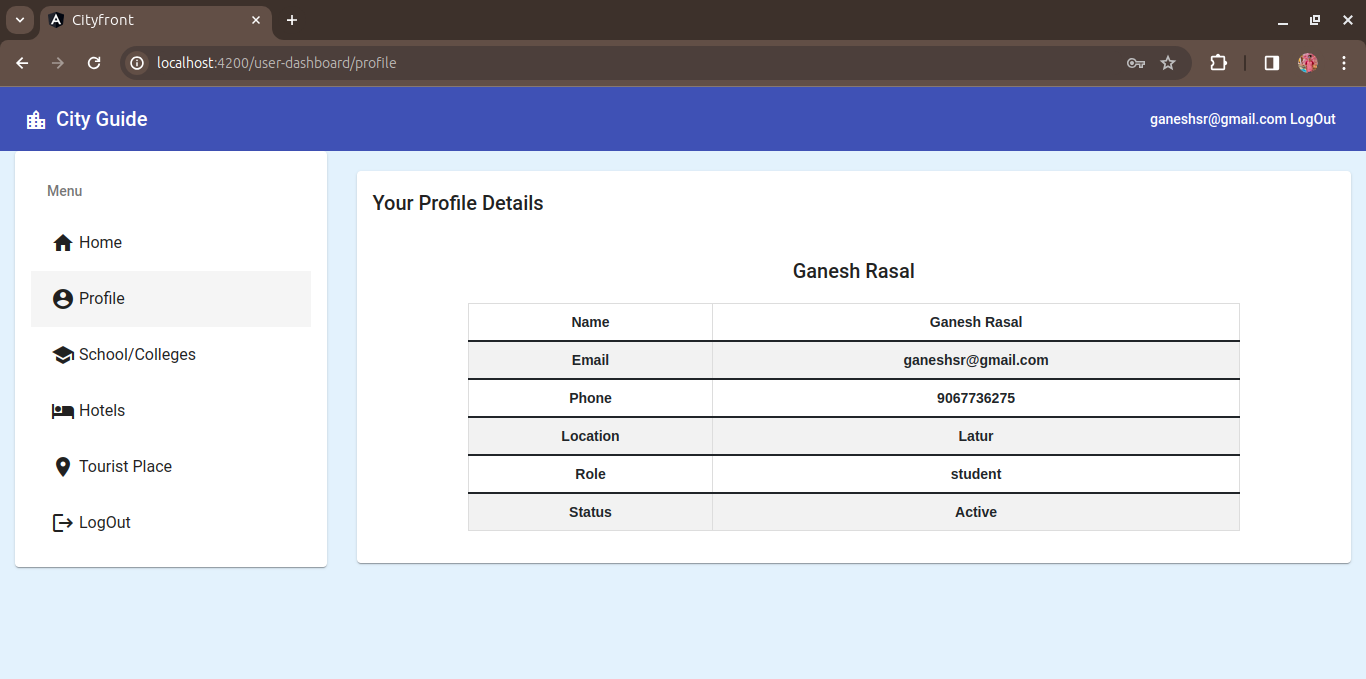 Cityfront
localhost:4200/user-dashboard/profile
City Guide
ganeshsr@gmail.com LogOut
Menu
Home
Profile
School/Colleges
Hotels
Tourist Place
LogOut
Your Profile Details
Ganesh Rasal
Name Ganesh Rasal
Email ganeshsr@gmail.com
Phone 9067736275
Location Latur
Role student
Status Active